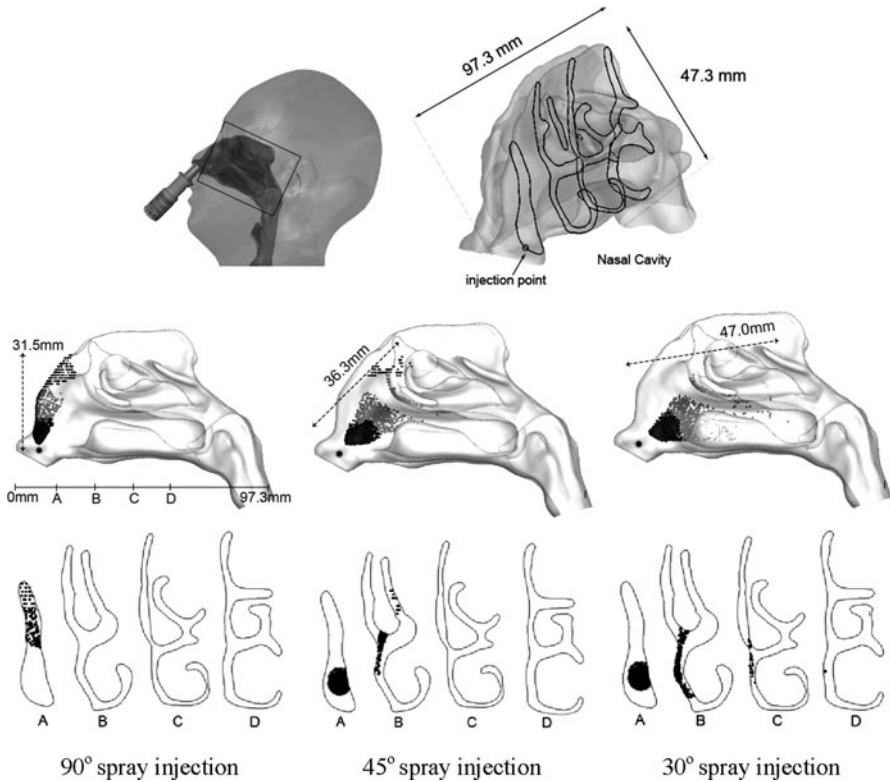 97.3 mm
47.3 mm
injection point
Nasal Cavity
31.5mm
36.3mm
47.0mm
0mm A B C D 97.3mm
A B C D
A B C D
A B C D
90° spray injection
45° spray injection
30° spray injection